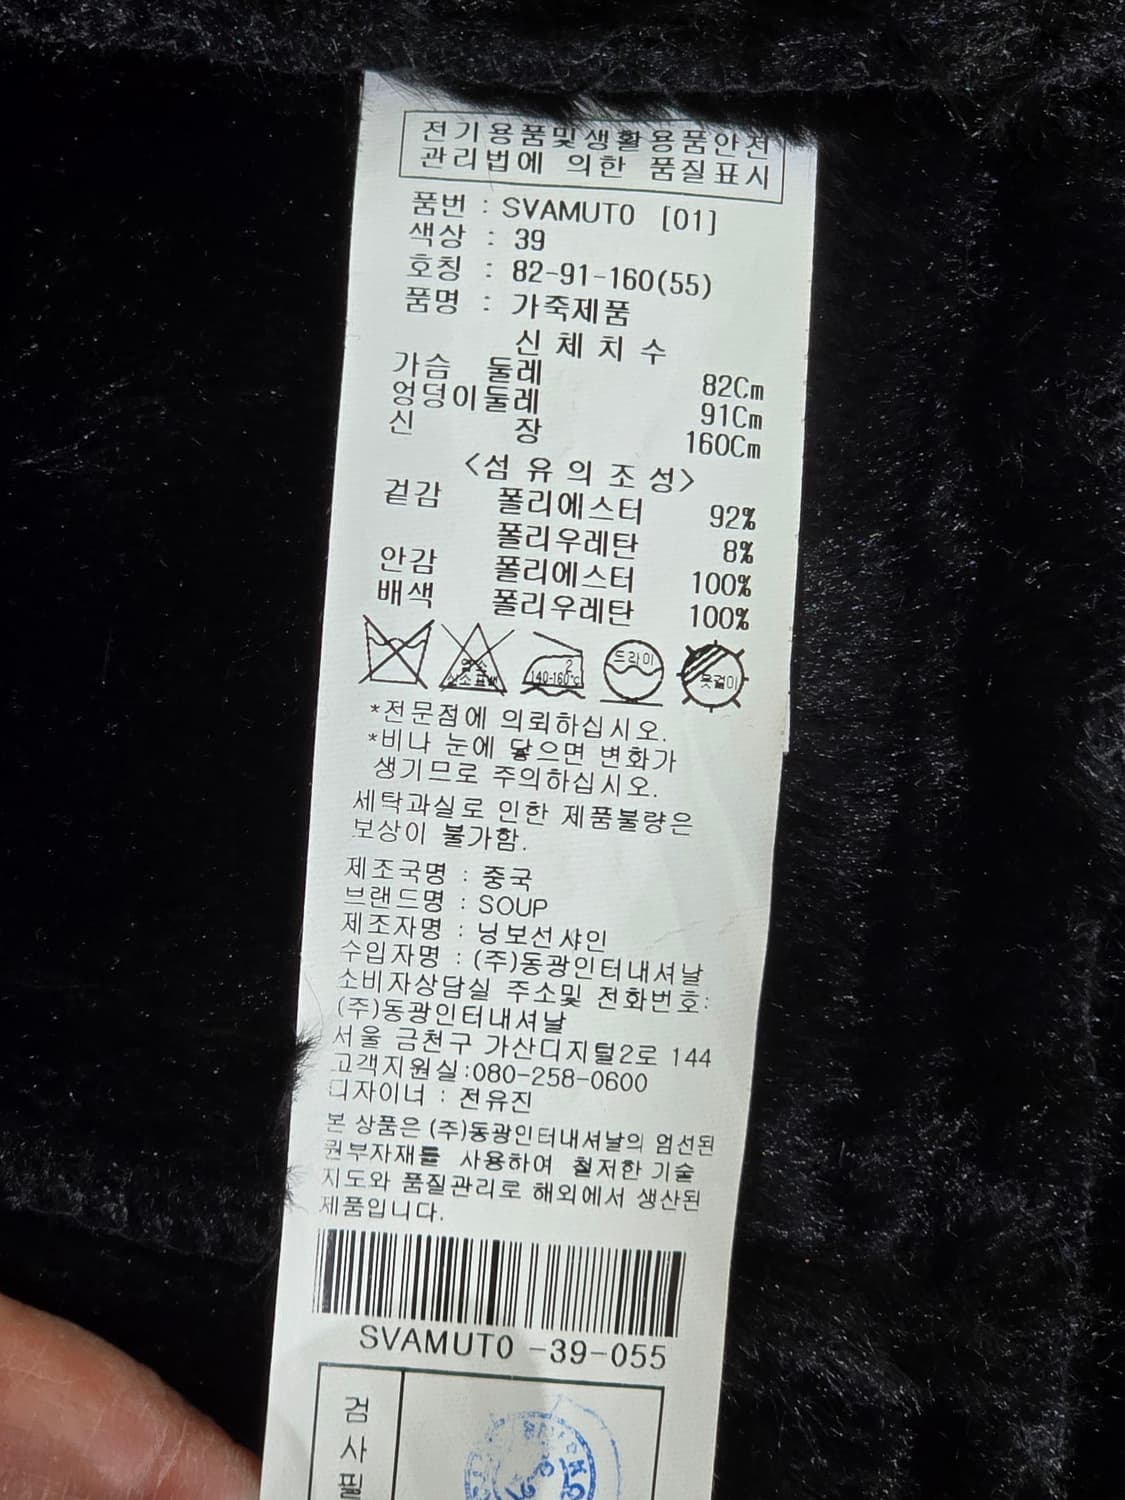 전기용품및생활용품안전
관리법에 의한 품질표시
품번 : SVAMUT0 [01]
색상 : 39
호칭 : 82-91-160(55)
품명 : 가죽제품
신체치수
가슴 둘레 82Cm
엉덩이둘레 91Cm
신 장 160Cm
<섬유의조성>
겉감 폴리에스터 92%
폴리우레탄 8%
안감 폴리에스터 100%
배색 폴리우레탄 100%
염소 드라이
산소표백 2 140-160℃ 옷걸이
*전문점에 의뢰하십시오.
*비나 눈에 닿으면 변화가
생기므로 주의하십시오.
세탁과실로 인한 제품불량은
보상이 불가함.
제조국명 : 중국
브랜드명 : SOUP
제조자명 : 닝보선샤인
수입자명 : (주)동광인터내셔날
소비자상담실 주소및 전화번호:
(주)동광인터내셔날
서울 금천구 가산디지털2로 144
고객지원실:080-258-0600
디자이너 : 전유진
본 상품은 (주)동광인터내셔날의 엄선된
원부자재를 사용하여 철저한 기술
지도와 품질관리로 해외에서 생산된
제품입니다.
SVAMUT0 -39-055
검
사
필